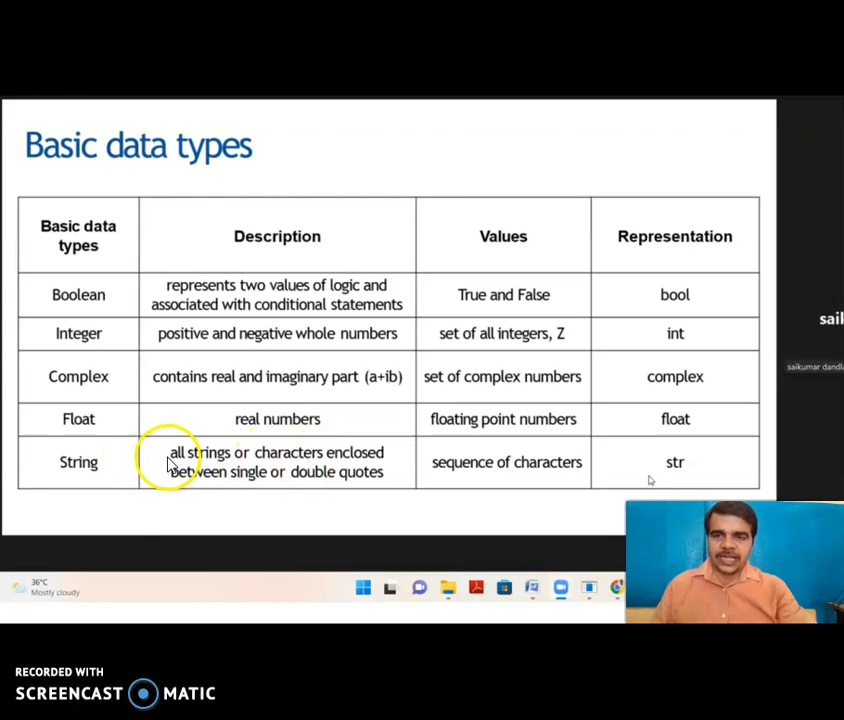 Basic data types
Basic data
types
Description
Values
Representation
Boolean
represents two values of logic and
associated with conditional statements
True and False
bool
Integer
positive and negative whole numbers
set of all integers, Z
int
Complex
contains real and imaginary part (a+ib)
set of complex numbers
complex
Float
real numbers
floating point numbers
float
String
all strings or characters enclosed
between single or double quotes
sequence of characters
str
saikumar dandla
36°C
Mostly cloudy
RECORDED WITH
SCREENCAST MATIC